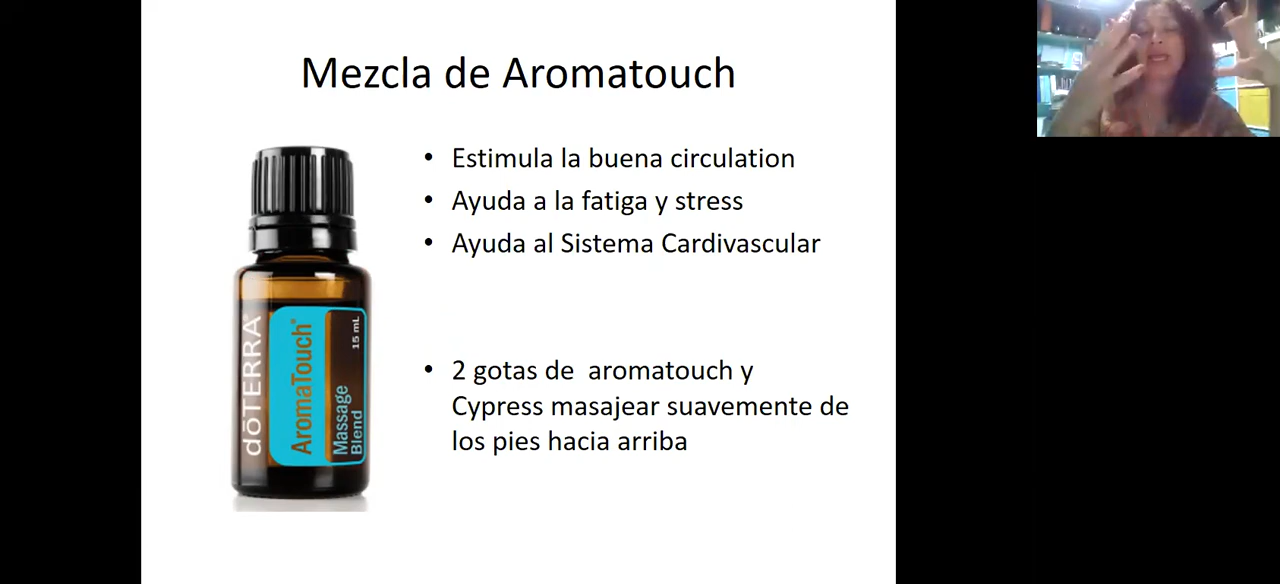 Mezcla de Aromatouch
• Estimula la buena circulation
• Ayuda a la fatiga y stress
• Ayuda al Sistema Cardivascular
• 2 gotas de  aromatouch y
Cypress masajear suavemente de
los pies hacia arriba
dōTERRA®
AromaTouch®
Massage
Blend
15 mL